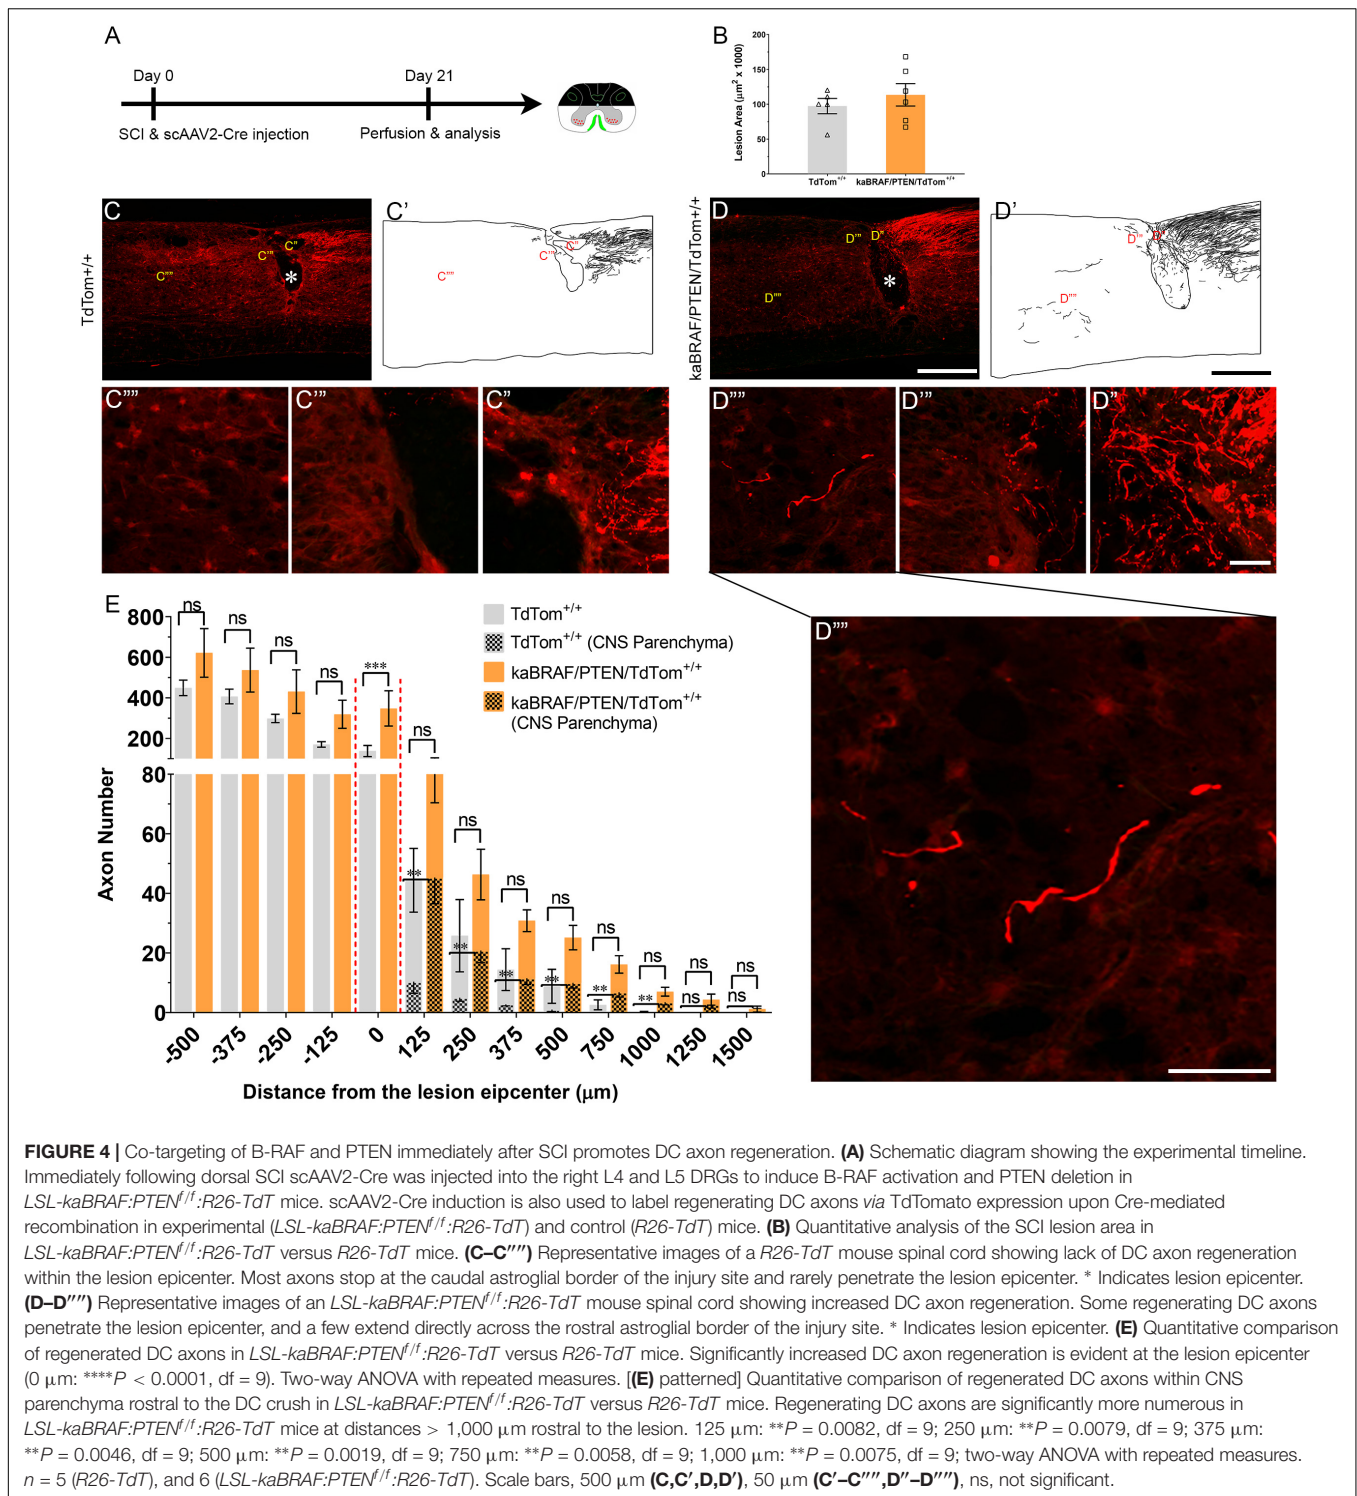 A
Day 0
Day 21
SCI & scAAV2-Cre injection
Perfusion & analysis
B
Lesion Area (μm² x 1000)
200
150
100
50
0
TdTom+/+
kaBRAF/PTEN/TdTom+/+
TdTom+/+
C
C"
C'"
C""
*
C'
C"
C'"
C""
kaBRAF/PTEN/TdTom+/+
D
D'"
D"
D""
*
D'
D'"
D"
D""
C""
C'"
C"
D""
D'"
D"
D""
E
TdTom+/+
TdTom+/+ (CNS Parenchyma)
kaBRAF/PTEN/TdTom+/+
kaBRAF/PTEN/TdTom+/+
(CNS Parenchyma)
Axon Number
800
600
400
200
80
60
40
20
0
ns
ns
ns
ns
***
ns
ns
ns
ns
ns
ns
ns
ns
**
**
**
**
**
**
ns
ns
-500
-375
-250
-125
0
125
250
375
500
750
1000
1250
1500
Distance from the lesion eipcenter (μm)
FIGURE 4 | Co-targeting of B-RAF and PTEN immediately after SCI promotes DC axon regeneration. (A) Schematic diagram showing the experimental timeline.
Immediately following dorsal SCI scAAV2-Cre was injected into the right L4 and L5 DRGs to induce B-RAF activation and PTEN deletion in
LSL-kaBRAF:PTENf/f:R26-TdT mice. scAAV2-Cre induction is also used to label regenerating DC axons via TdTomato expression upon Cre-mediated
recombination in experimental (LSL-kaBRAF:PTENf/f:R26-TdT) and control (R26-TdT) mice. (B) Quantitative analysis of the SCI lesion area in
LSL-kaBRAF:PTENf/f:R26-TdT versus R26-TdT mice. (C–C″″) Representative images of a R26-TdT mouse spinal cord showing lack of DC axon regeneration
within the lesion epicenter. Most axons stop at the caudal astroglial border of the injury site and rarely penetrate the lesion epicenter. * Indicates lesion epicenter.
(D–D″″) Representative images of an LSL-kaBRAF:PTENf/f:R26-TdT mouse spinal cord showing increased DC axon regeneration. Some regenerating DC axons
penetrate the lesion epicenter, and a few extend directly across the rostral astroglial border of the injury site. * Indicates lesion epicenter. (E) Quantitative comparison
of regenerated DC axons in LSL-kaBRAF:PTENf/f:R26-TdT versus R26-TdT mice. Significantly increased DC axon regeneration is evident at the lesion epicenter
(0 μm: ****P < 0.0001, df = 9). Two-way ANOVA with repeated measures. [(E) patterned] Quantitative comparison of regenerated DC axons within CNS
parenchyma rostral to the DC crush in LSL-kaBRAF:PTENf/f:R26-TdT versus R26-TdT mice. Regenerating DC axons are significantly more numerous in
LSL-kaBRAF:PTENf/f:R26-TdT mice at distances > 1,000 μm rostral to the lesion. 125 μm: **P = 0.0082, df = 9; 250 μm: **P = 0.0079, df = 9; 375 μm:
**P = 0.0046, df = 9; 500 μm: **P = 0.0019, df = 9; 750 μm: **P = 0.0058, df = 9; 1,000 μm: **P = 0.0075, df = 9; two-way ANOVA with repeated measures.
n = 5 (R26-TdT), and 6 (LSL-kaBRAF:PTENf/f:R26-TdT). Scale bars, 500 μm (C,C′,D,D′), 50 μm (C′–C″″,D″–D″″), ns, not significant.